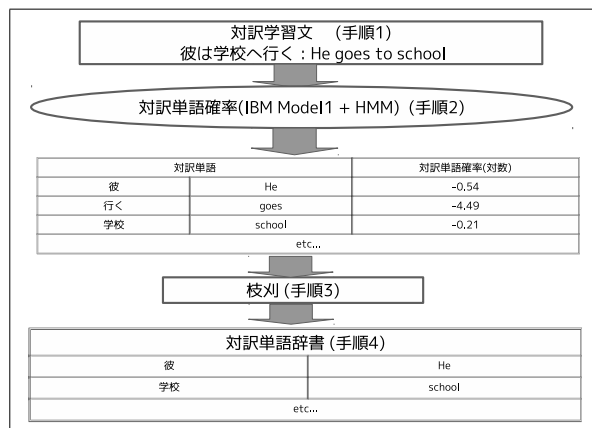 対訳学習文　(手順1)
彼は学校へ行く : He goes to school
対訳単語確率(IBM Model1 + HMM)  (手順2)
対訳単語 対訳単語確率(対数)
彼 He -0.54
行く goes -4.49
学校 school -0.21
etc...
枝刈 (手順3)
対訳単語辞書 (手順4)
彼 He
学校 school
etc...